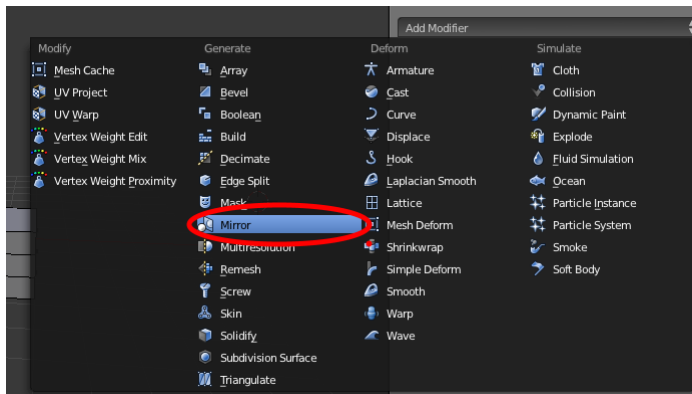 Add Modifier
Modify Generate Deform Simulate
Mesh Cache Array Armature Cloth
UV Project Bevel Cast Collision
UV Warp Boolean Curve Dynamic Paint
Vertex Weight Edit Build Displace Explode
Vertex Weight Mix Decimate Hook Fluid Simulation
Vertex Weight Proximity Edge Split Laplacian Smooth Ocean
Mask Lattice Particle Instance
Mirror Mesh Deform Particle System
Multiresolution Shrinkwrap Smoke
Remesh Simple Deform Soft Body
Screw Smooth
Skin Warp
Solidify Wave
Subdivision Surface
Triangulate